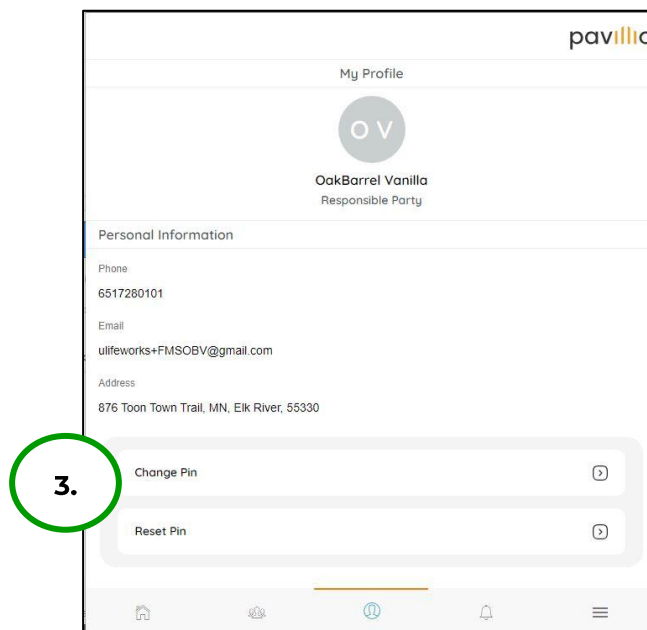 pavillio
My Profile
O V
OakBarrel Vanilla
Responsible Party
Personal Information
Phone
6517280101
Email
ulifeworks+FMSOBV@gmail.com
Address
876 Toon Town Trail, MN, Elk River, 55330
3.
Change Pin
Reset Pin